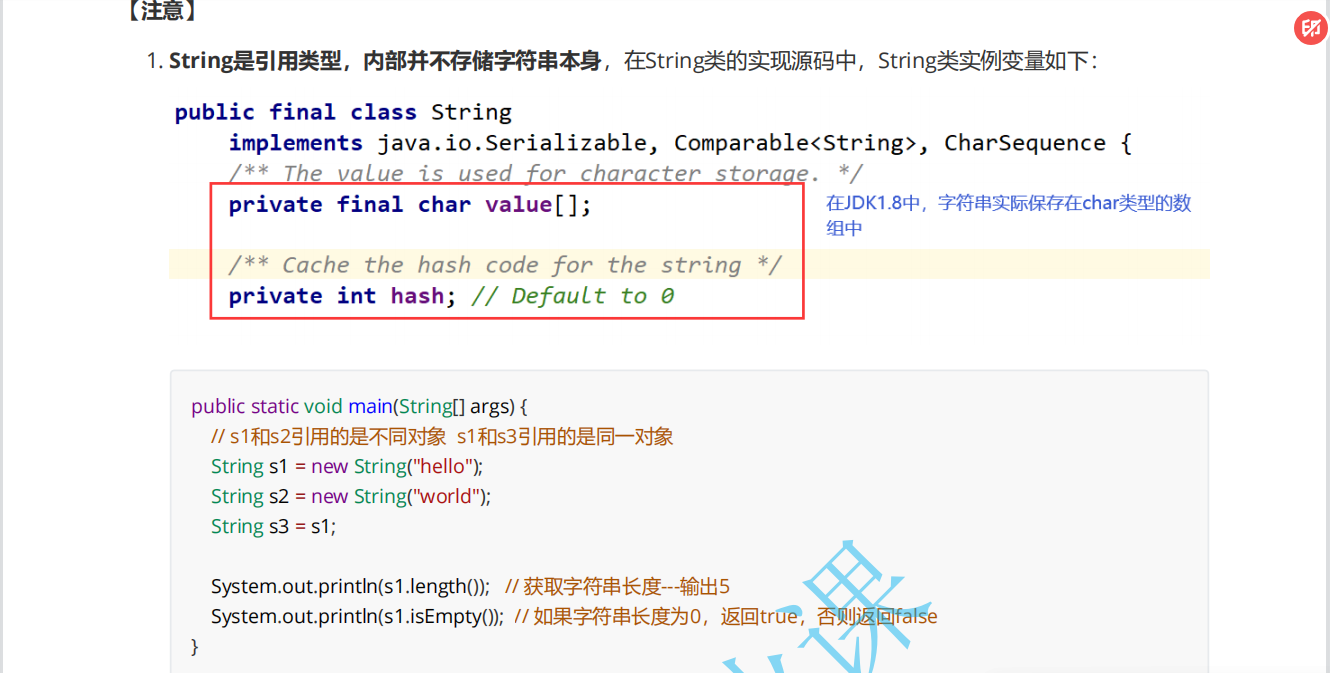 【注意】
1. String是引用类型，内部并不存储字符串本身，在String类的实现源码中，String类实例变量如下：
public final class String
implements java.io.Serializable, Comparable<String>, CharSequence {
/** The value is used for character storage. */
private final char value[];
在JDK1.8中，字符串实际保存在char类型的数
组中
/** Cache the hash code for the string */
private int hash; // Default to 0
public static void main(String[] args) {
// s1和s2引用的是不同对象 s1和s3引用的是同一对象
String s1 = new String("hello");
String s2 = new String("world");
String s3 = s1;
System.out.println(s1.length()); // 获取字符串长度---输出5
System.out.println(s1.isEmpty()); // 如果字符串长度为0，返回true，否则返回false
}
课